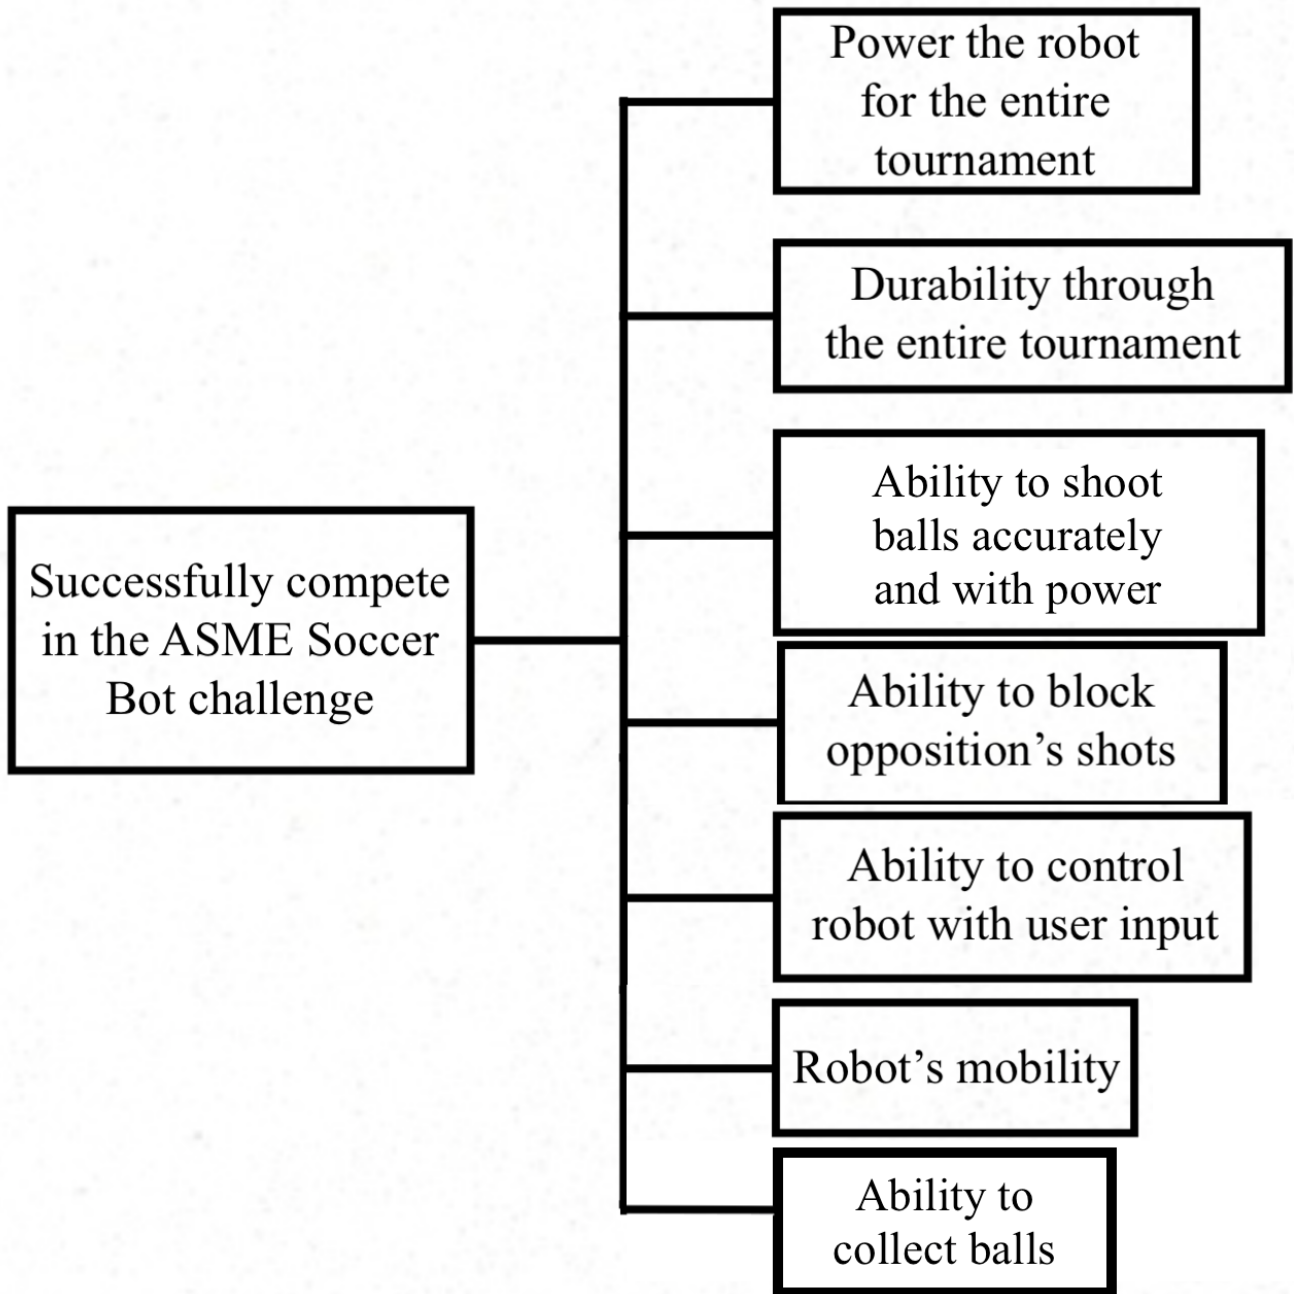 Power the robot
for the entire
tournament
Durability through
the entire tournament
Ability to shoot
balls accurately
and with power
Successfully compete
in the ASME Soccer
Bot challenge
Ability to block
opposition’s shots
Ability to control
robot with user input
Robot’s mobility
Ability to
collect balls